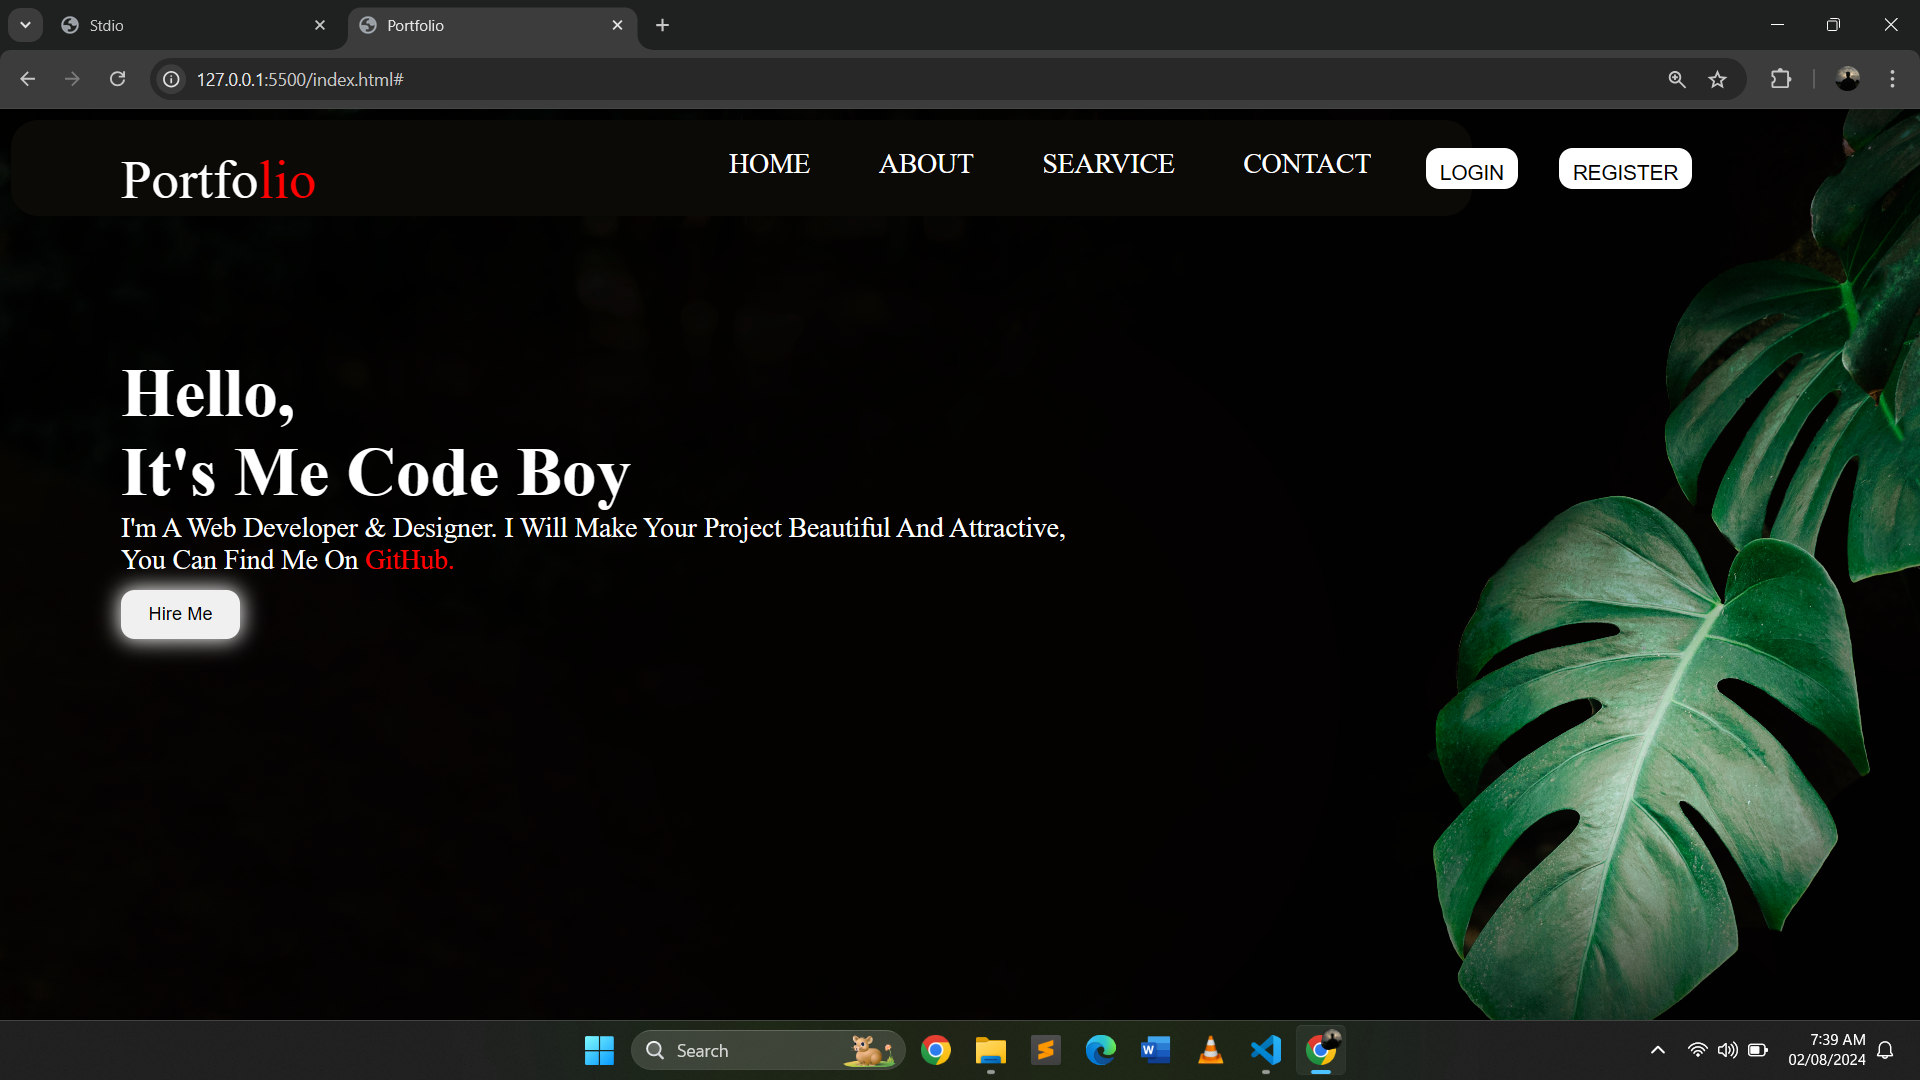 Stdio
Portfolio
127.0.0.1:5500/index.html#
Portfolio
HOME
ABOUT
SEARVICE
CONTACT
LOGIN
REGISTER
Hello,
It's Me Code Boy
I'm A Web Developer & Designer. I Will Make Your Project Beautiful And Attractive,
You Can Find Me On GitHub.
Hire Me
Search
7:39 AM
02/08/2024